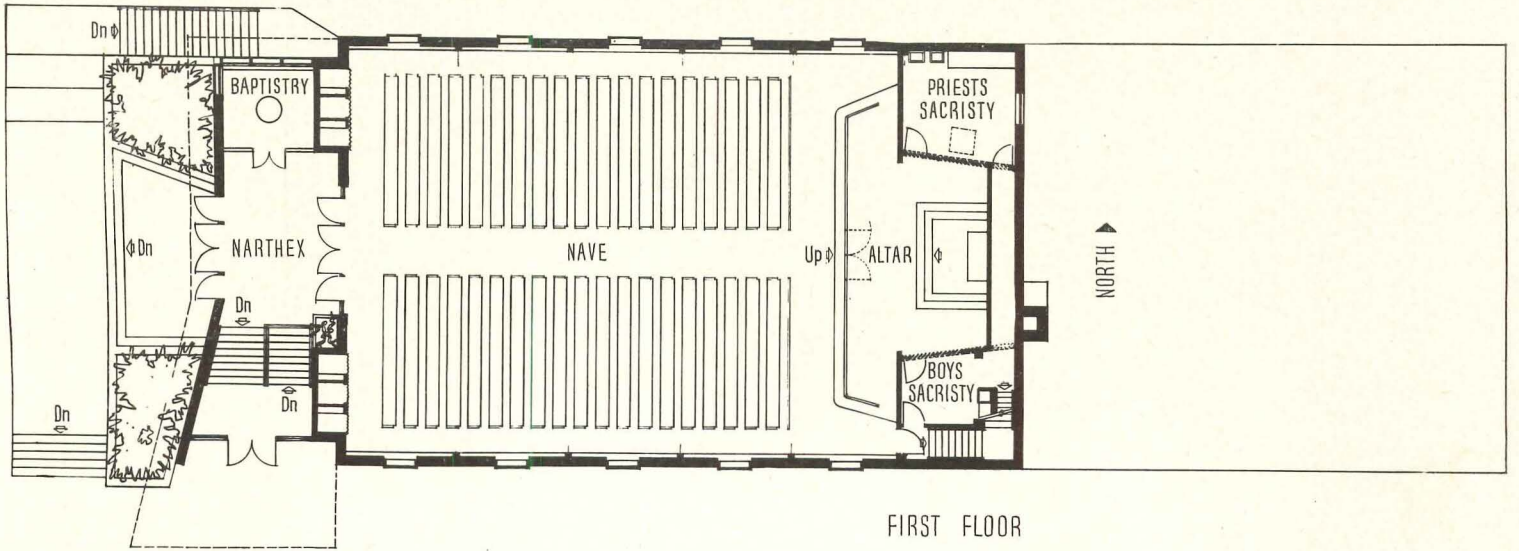 Dn
BAPTISTRY
PRIESTS
SACRISTY
Dn
NARTHEX
NAVE
Up
ALTAR
NORTH
Dn
BOYS
SACRISTY
Dn
Dn
FIRST FLOOR